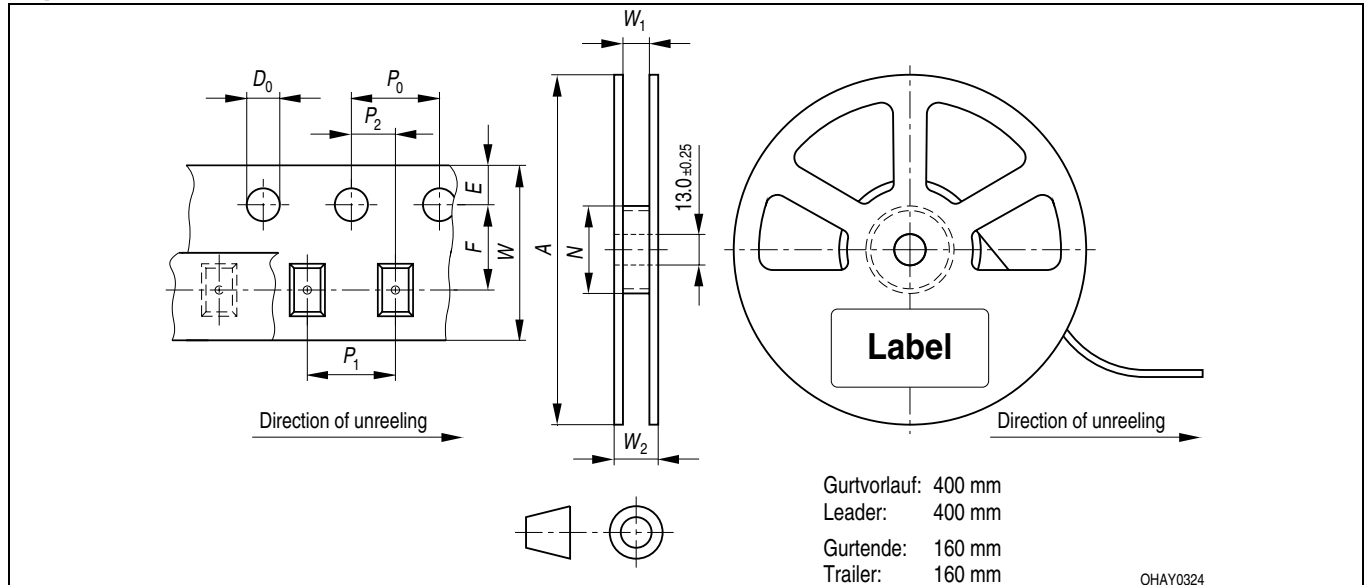 W₁
D₀
P₀
P₂
E
F
W
P₁
Direction of unreeling
A
N
13.0 ±0.25
W₂
Label
Direction of unreeling
Gurtvorlauf: 400 mm
Leader: 400 mm
Gurtende: 160 mm
Trailer: 160 mm
OHAY0324